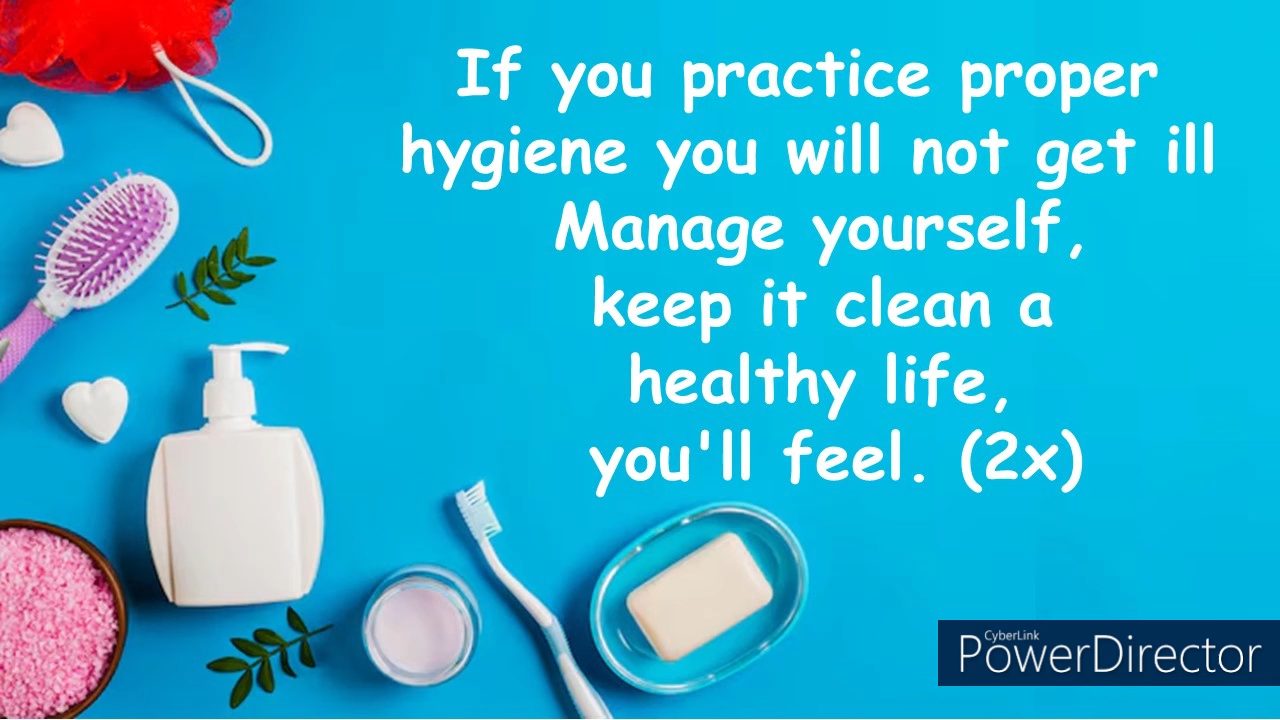 If you practice proper
hygiene you will not get ill
Manage yourself,
keep it clean a
healthy life,
you'll feel. (2x)
CyberLink
PowerDirector